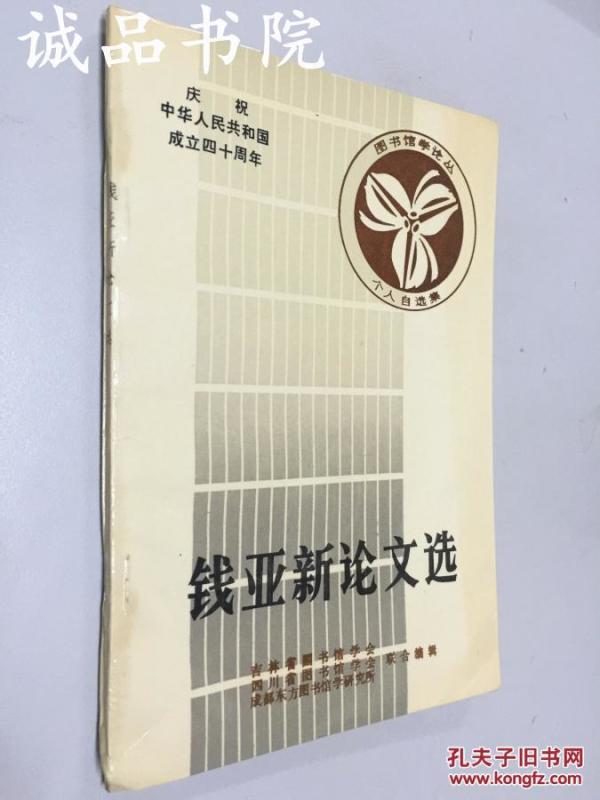 诚品书院
庆祝
中华人民共和国
成立四十周年
图书馆学论丛
个人自选集
钱亚新论
钱亚新论文选
吉林省图书馆学会
四川省图书馆学会 联合编辑
成都东方图书馆学研究所
孔夫子旧书网
www.kongfz.com